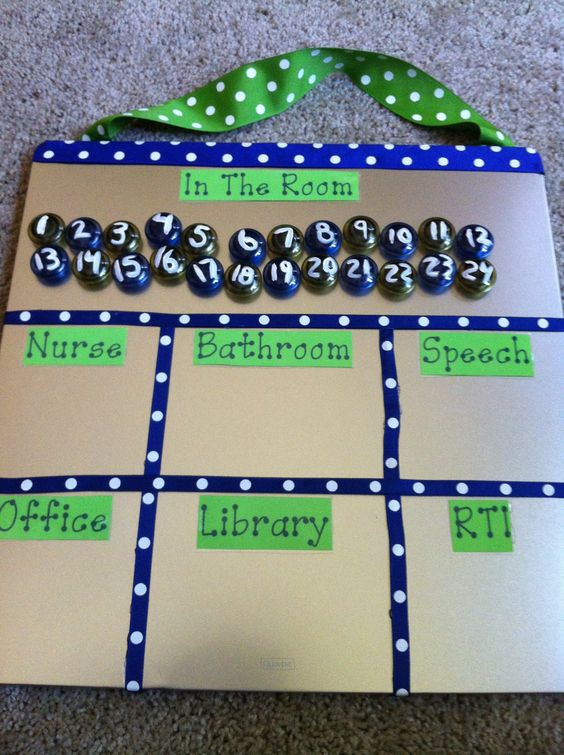 In The Room
1 2 3 4 5 6 7 8 9 10 11 12
13 14 15 16 17 18 19 20 21 22 23 24
Nurse Bathroom Speech
Office Library RTI